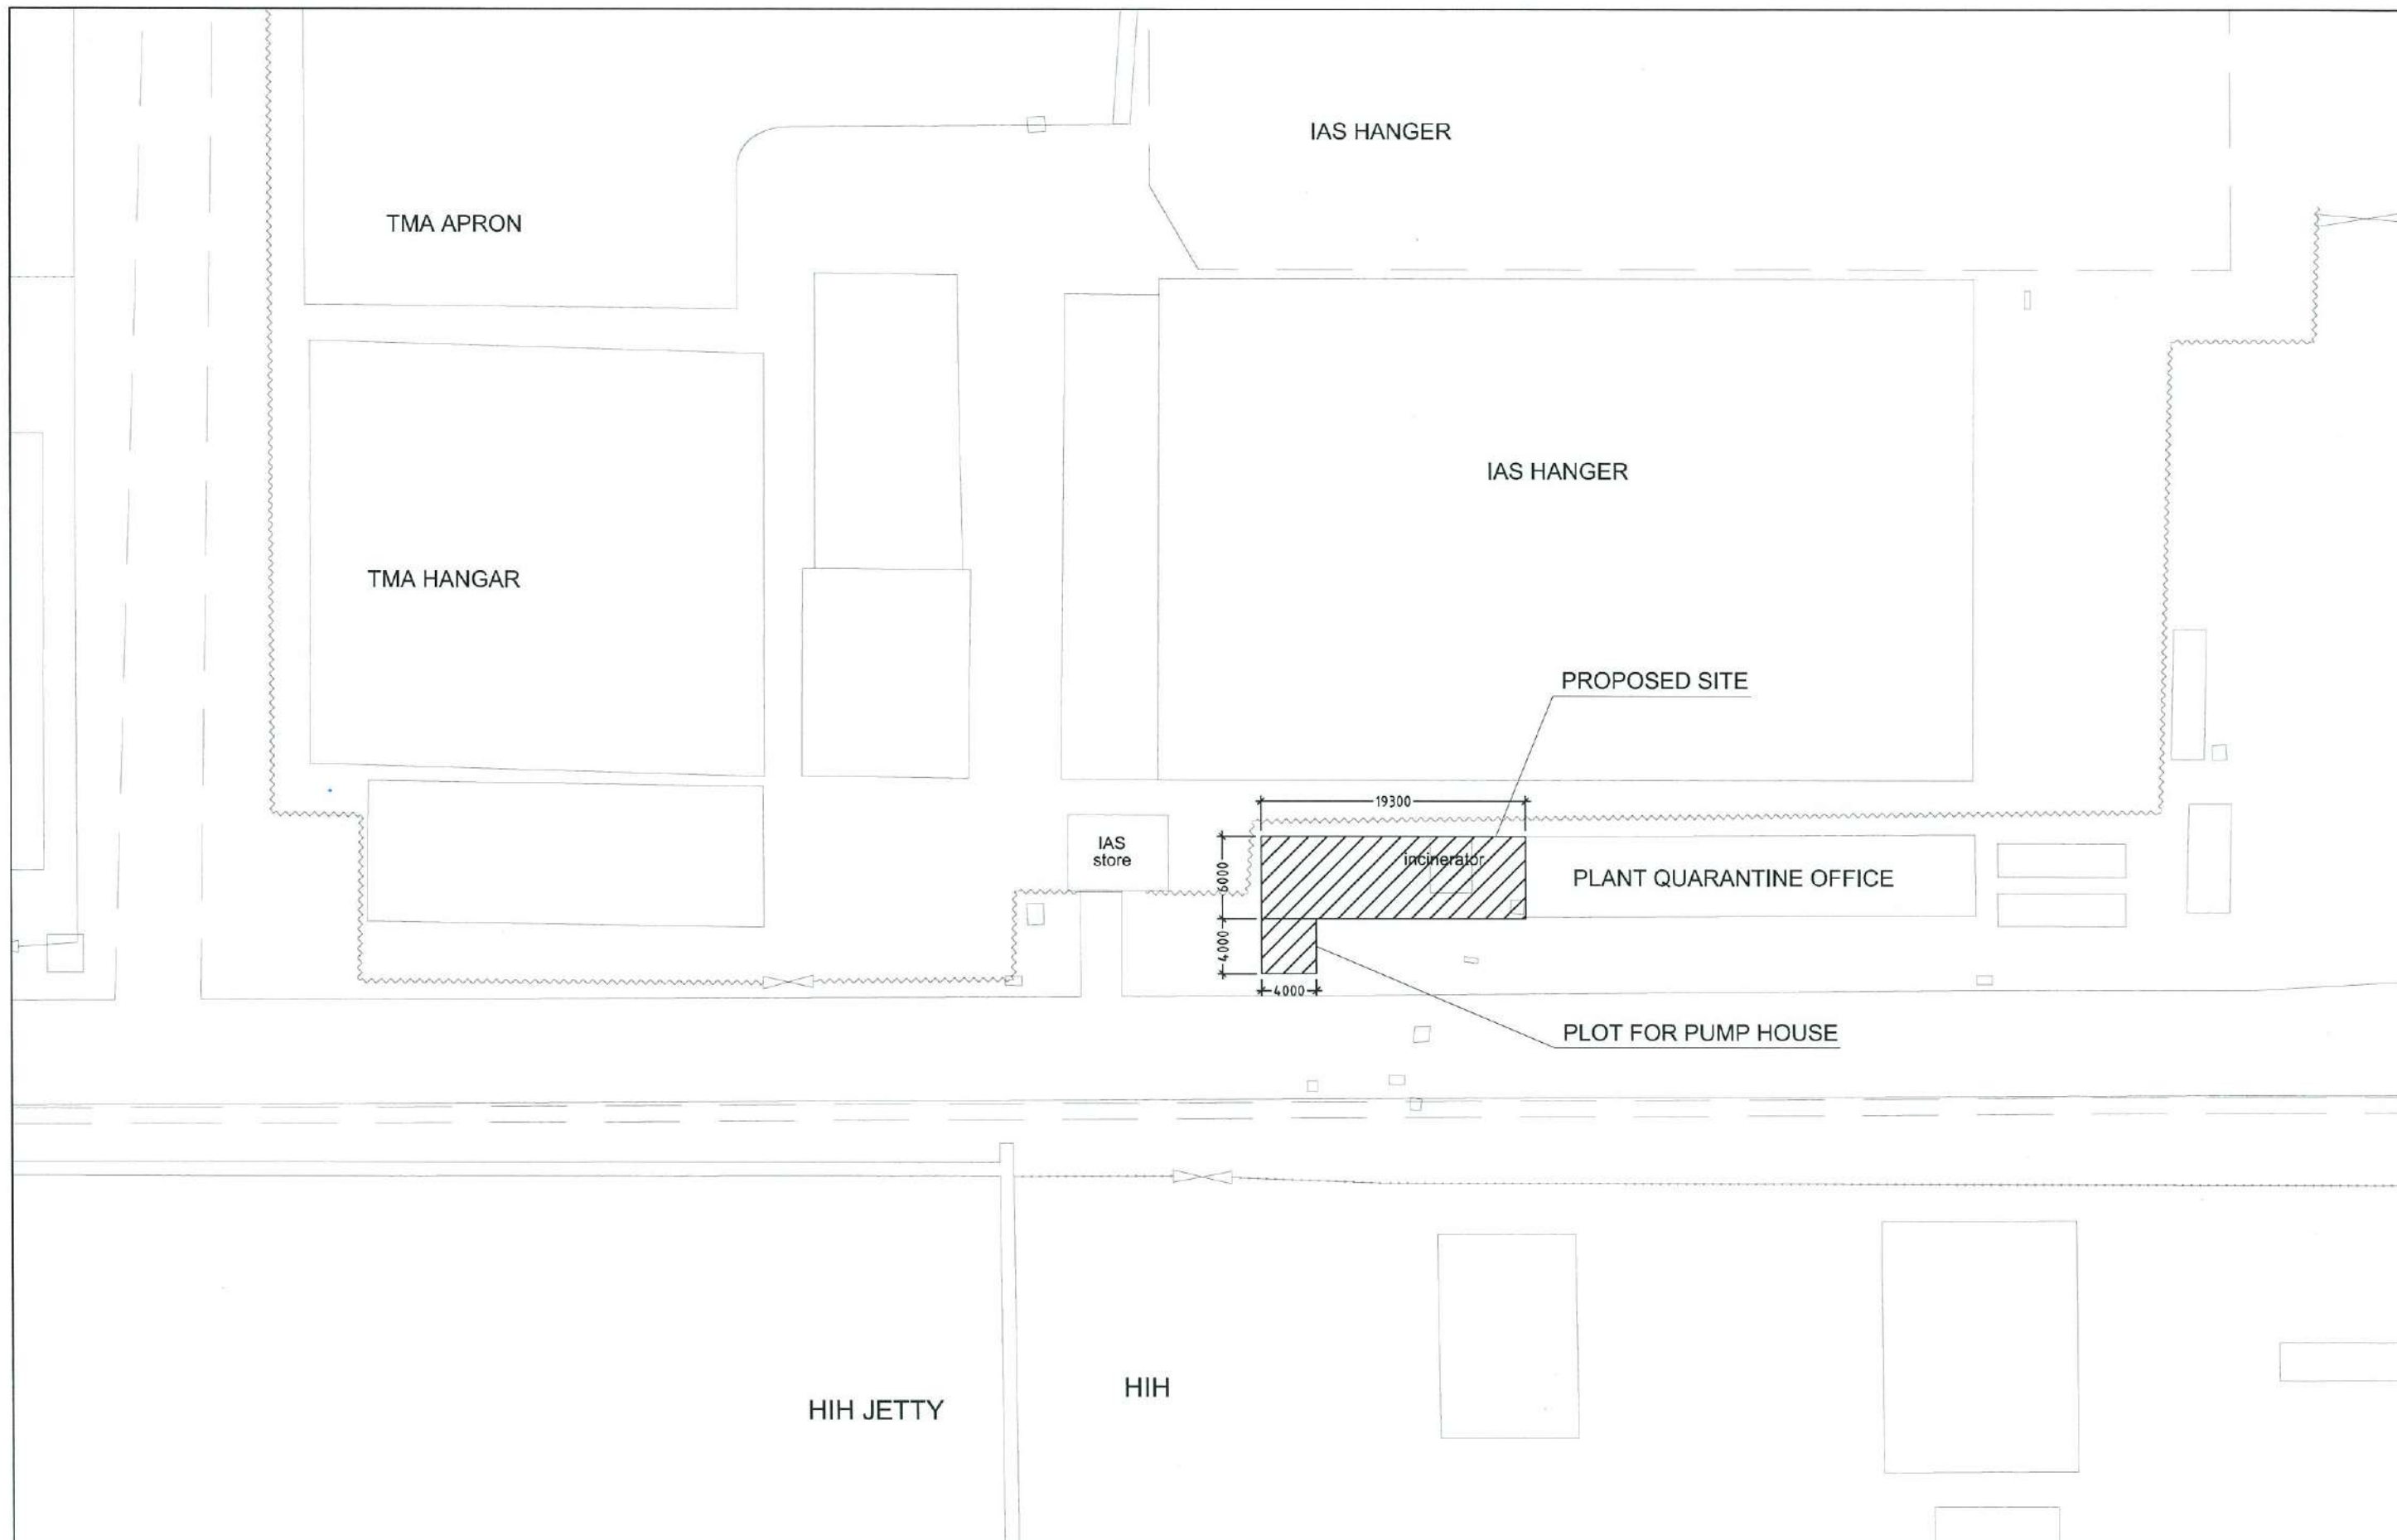 IAS HANGER
TMA APRON
IAS HANGER
TMA HANGAR
PROPOSED SITE
19300
IAS
store
incinerator
6000
PLANT QUARANTINE OFFICE
4000
4000
PLOT FOR PUMP HOUSE
HIH
HIH JETTY